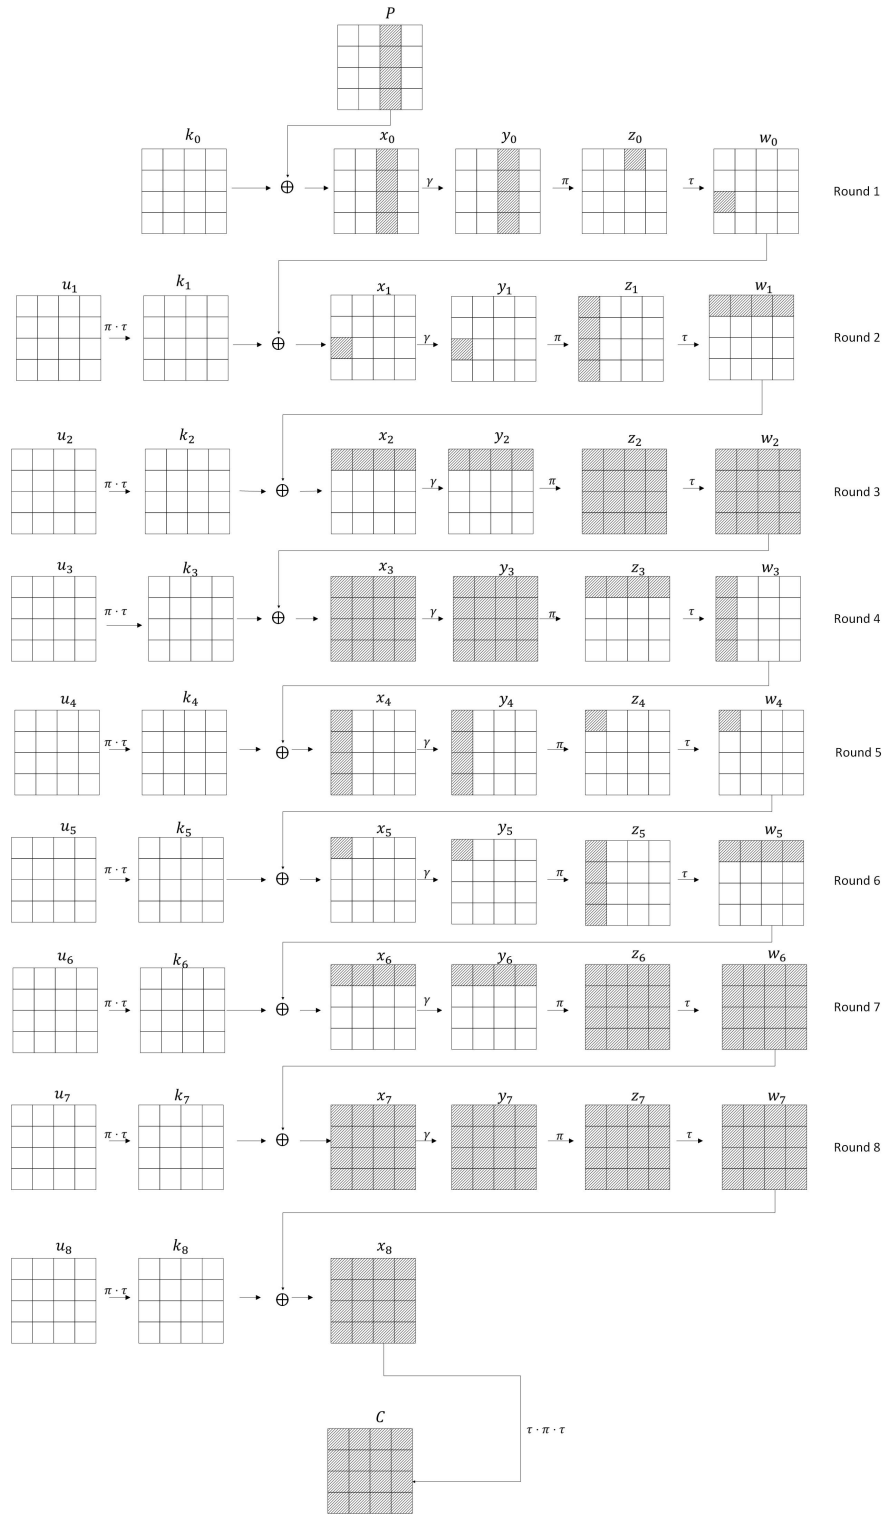 P
k₀ x₀ y₀ z₀ w₀
⊕ γ π τ Round 1
u₁ k₁ x₁ y₁ z₁ w₁
π · τ ⊕ γ π τ Round 2
u₂ k₂ x₂ y₂ z₂ w₂
π · τ ⊕ γ π τ Round 3
u₃ k₃ x₃ y₃ z₃ w₃
π · τ ⊕ γ π τ Round 4
u₄ k₄ x₄ y₄ z₄ w₄
π · τ ⊕ γ π τ Round 5
u₅ k₅ x₅ y₅ z₅ w₅
π · τ ⊕ γ π τ Round 6
u₆ k₆ x₆ y₆ z₆ w₆
π · τ ⊕ γ π τ Round 7
u₇ k₇ x₇ y₇ z₇ w₇
π · τ ⊕ γ π τ Round 8
u₈ k₈ x₈
π · τ ⊕
C
τ · π · τ